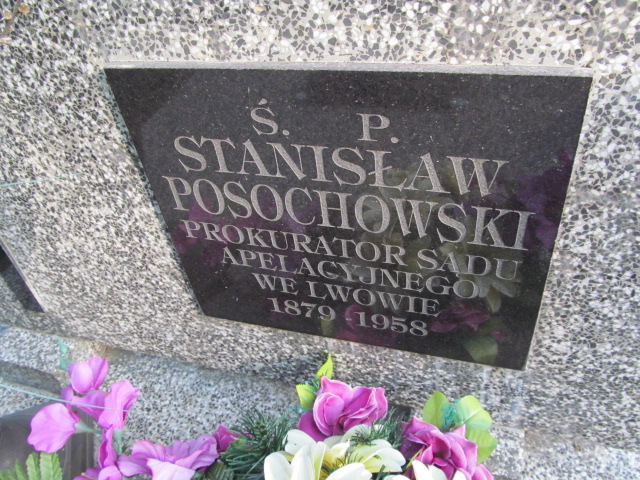 Ś. P.
STANISŁAW
POSOCHOWSKI
PROKURATOR SĄDU
APELACYJNEGO
WE LWOWIE
1879 1958